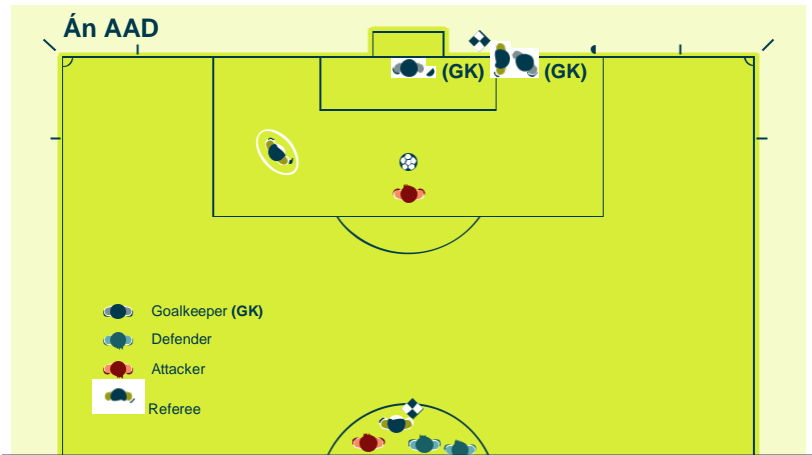 Án AAD
(GK) (GK)
Goalkeeper (GK)
Defender
Attacker
Referee